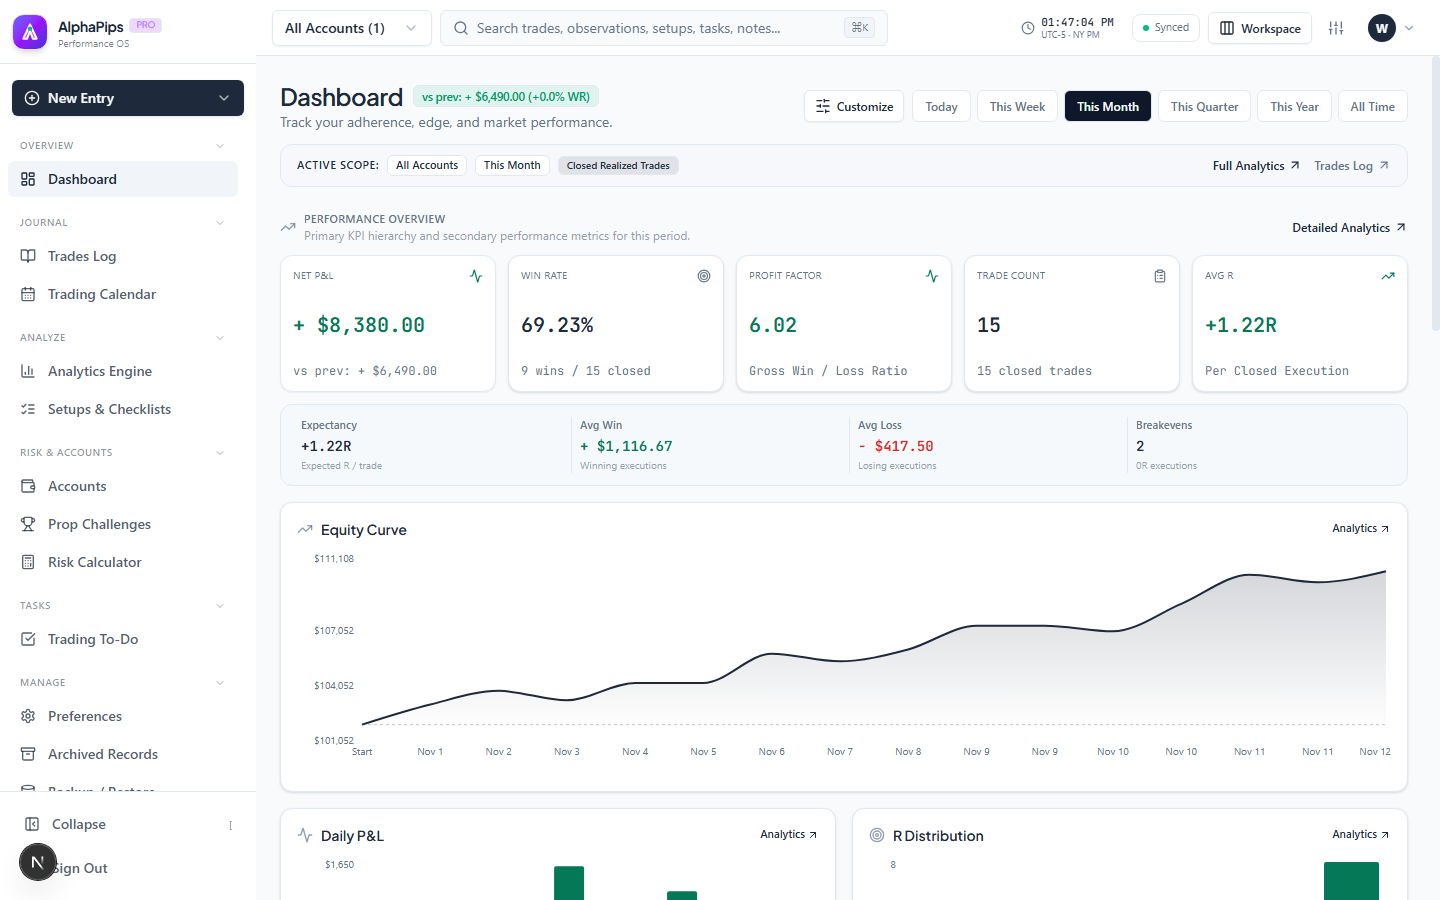 AlphaPips PRO
Performance OS
New Entry
OVERVIEW
Dashboard
JOURNAL
Trades Log
Trading Calendar
ANALYZE
Analytics Engine
Setups & Checklists
RISK & ACCOUNTS
Accounts
Prop Challenges
Risk Calculator
TASKS
Trading To-Do
MANAGE
Preferences
Archived Records
Backup / Restore
Collapse [
N
Sign Out
All Accounts (1)
Search trades, observations, setups, tasks, notes...
⌘K
01:47:04 PM
UTC-5 · NY PM
Synced
Workspace
W
Dashboard
vs prev: + $6,490.00 (+0.0% WR)
Track your adherence, edge, and market performance.
Customize
Today
This Week
This Month
This Quarter
This Year
All Time
ACTIVE SCOPE: All Accounts This Month Closed Realized Trades
Full Analytics
Trades Log
PERFORMANCE OVERVIEW
Primary KPI hierarchy and secondary performance metrics for this period.
Detailed Analytics
NET P&L
+ $8,380.00
vs prev: + $6,490.00
WIN RATE
69.23%
9 wins / 15 closed
PROFIT FACTOR
6.02
Gross Win / Loss Ratio
TRADE COUNT
15
15 closed trades
AVG R
+1.22R
Per Closed Execution
Expectancy
+1.22R
Expected R / trade
Avg Win
+ $1,116.67
Winning executions
Avg Loss
- $417.50
Losing executions
Breakevens
2
0R executions
Equity Curve
Analytics
$111,108
$107,052
$104,052
$101,052
Start Nov 1 Nov 2 Nov 3 Nov 4 Nov 5 Nov 6 Nov 7 Nov 8 Nov 9 Nov 9 Nov 10 Nov 10 Nov 11 Nov 11 Nov 12
Daily P&L
Analytics
$1,650
R Distribution
Analytics
8